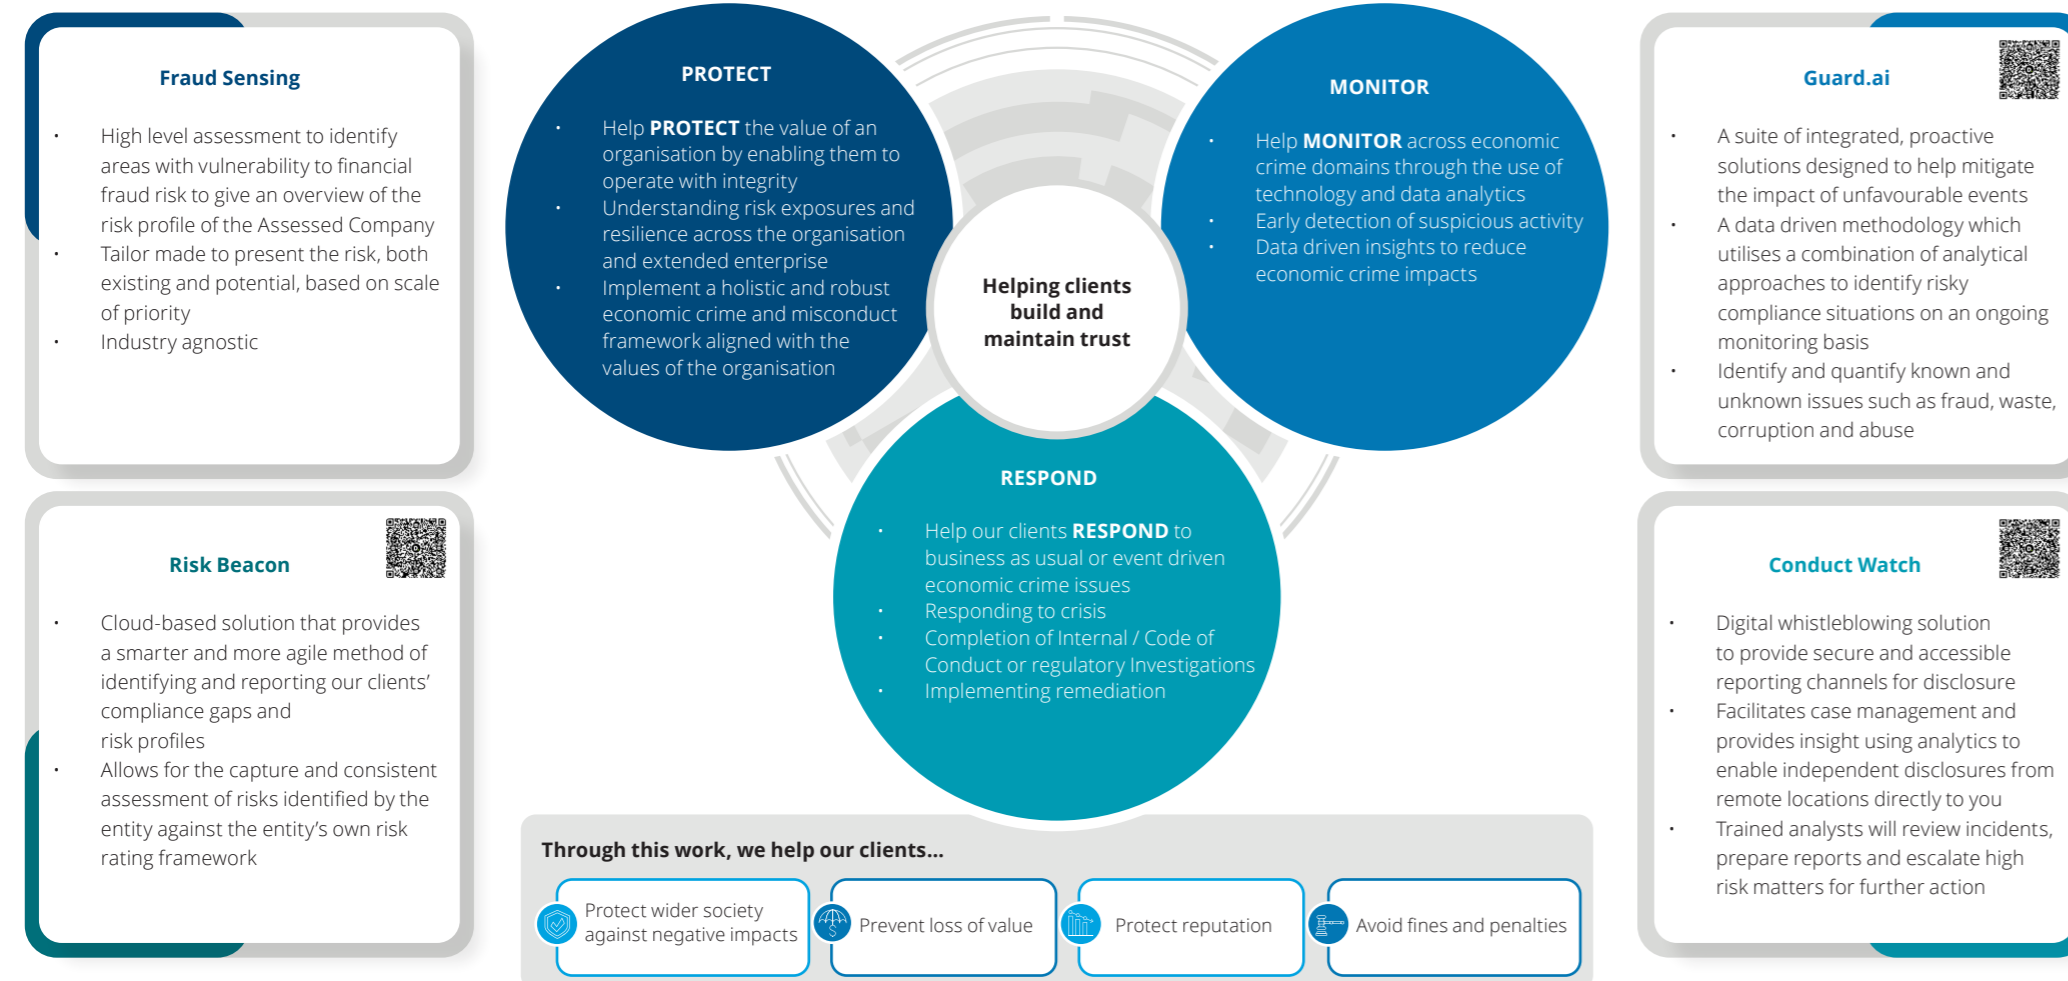 Fraud Sensing
• High level assessment to identify
areas with vulnerability to financial
fraud risk to give an overview of the
risk profile of the Assessed Company
• Tailor made to present the risk, both
existing and potential, based on scale
of priority
• Industry agnostic
Risk Beacon
• Cloud-based solution that provides
a smarter and more agile method of
identifying and reporting our clients’
compliance gaps and
risk profiles
• Allows for the capture and consistent
assessment of risks identified by the
entity against the entity’s own risk
rating framework
PROTECT
• Help PROTECT the value of an
organisation by enabling them to
operate with integrity
• Understanding risk exposures and
resilience across the organisation
and extended enterprise
• Implement a holistic and robust
economic crime and misconduct
framework aligned with the
values of the organisation
Helping clients
build and
maintain trust
MONITOR
• Help MONITOR across economic
crime domains through the use of
technology and data analytics
• Early detection of suspicious activity
• Data driven insights to reduce
economic crime impacts
RESPOND
• Help our clients RESPOND to
business as usual or event driven
economic crime issues
• Responding to crisis
• Completion of Internal / Code of
Conduct or regulatory Investigations
• Implementing remediation
Through this work, we help our clients...
Protect wider society
against negative impacts
Prevent loss of value
Protect reputation
Avoid fines and penalties
Guard.ai
• A suite of integrated, proactive
solutions designed to help mitigate
the impact of unfavourable events
• A data driven methodology which
utilises a combination of analytical
approaches to identify risky
compliance situations on an ongoing
monitoring basis
• Identify and quantify known and
unknown issues such as fraud, waste,
corruption and abuse
Conduct Watch
• Digital whistleblowing solution
to provide secure and accessible
reporting channels for disclosure
• Facilitates case management and
provides insight using analytics to
enable independent disclosures from
remote locations directly to you
• Trained analysts will review incidents,
prepare reports and escalate high
risk matters for further action